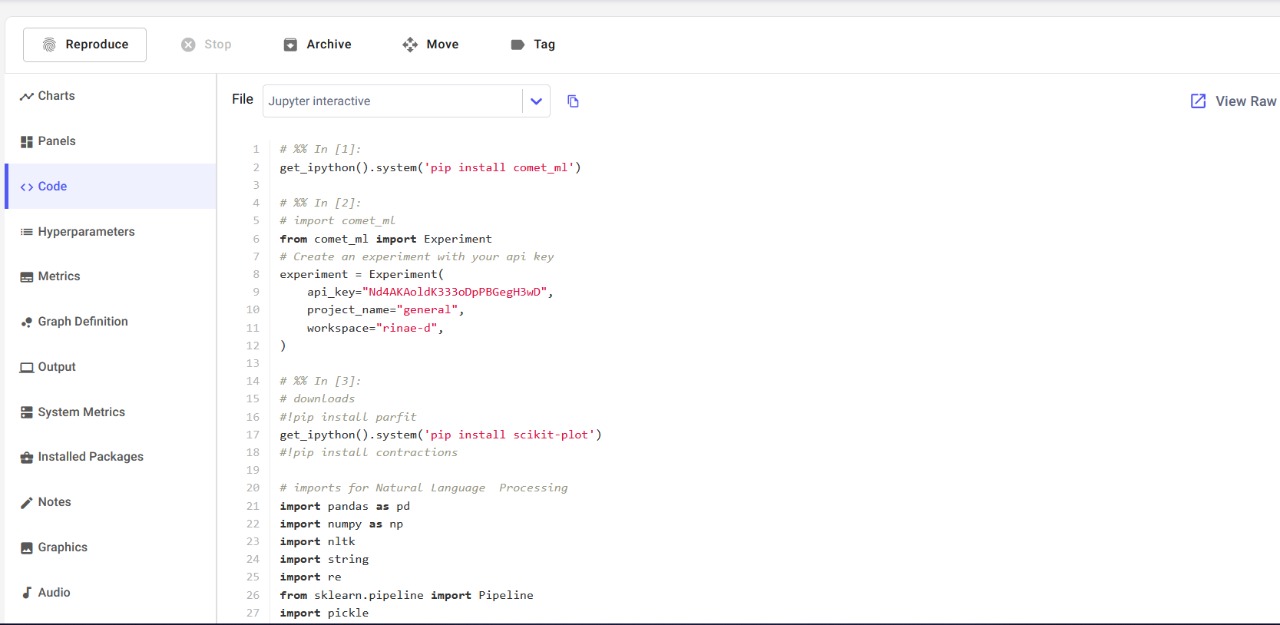 Reproduce Stop Archive Move Tag
Charts
Panels
Code
Hyperparameters
Metrics
Graph Definition
Output
System Metrics
Installed Packages
Notes
Graphics
Audio
File Jupyter interactive View Raw
1 # %% In [1]:
2 get_ipython().system('pip install comet_ml')
3
4 # %% In [2]:
5 # import comet_ml
6 from comet_ml import Experiment
7 # Create an experiment with your api key
8 experiment = Experiment(
9 api_key="Nd4AKAoldK333oDpPBGegH3wD",
10 project_name="general",
11 workspace="rinae-d",
12 )
13
14 # %% In [3]:
15 # downloads
16 #!pip install parfit
17 get_ipython().system('pip install scikit-plot')
18 #!pip install contractions
19
20 # imports for Natural Language  Processing
21 import pandas as pd
22 import numpy as np
23 import nltk
24 import string
25 import re
26 from sklearn.pipeline import Pipeline
27 import pickle